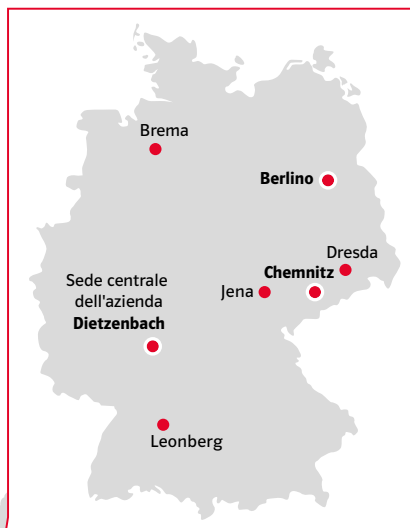 Brema
Berlino
Dresda
Chemnitz
Jena
Sede centrale
dell'azienda
Dietzenbach
Leonberg